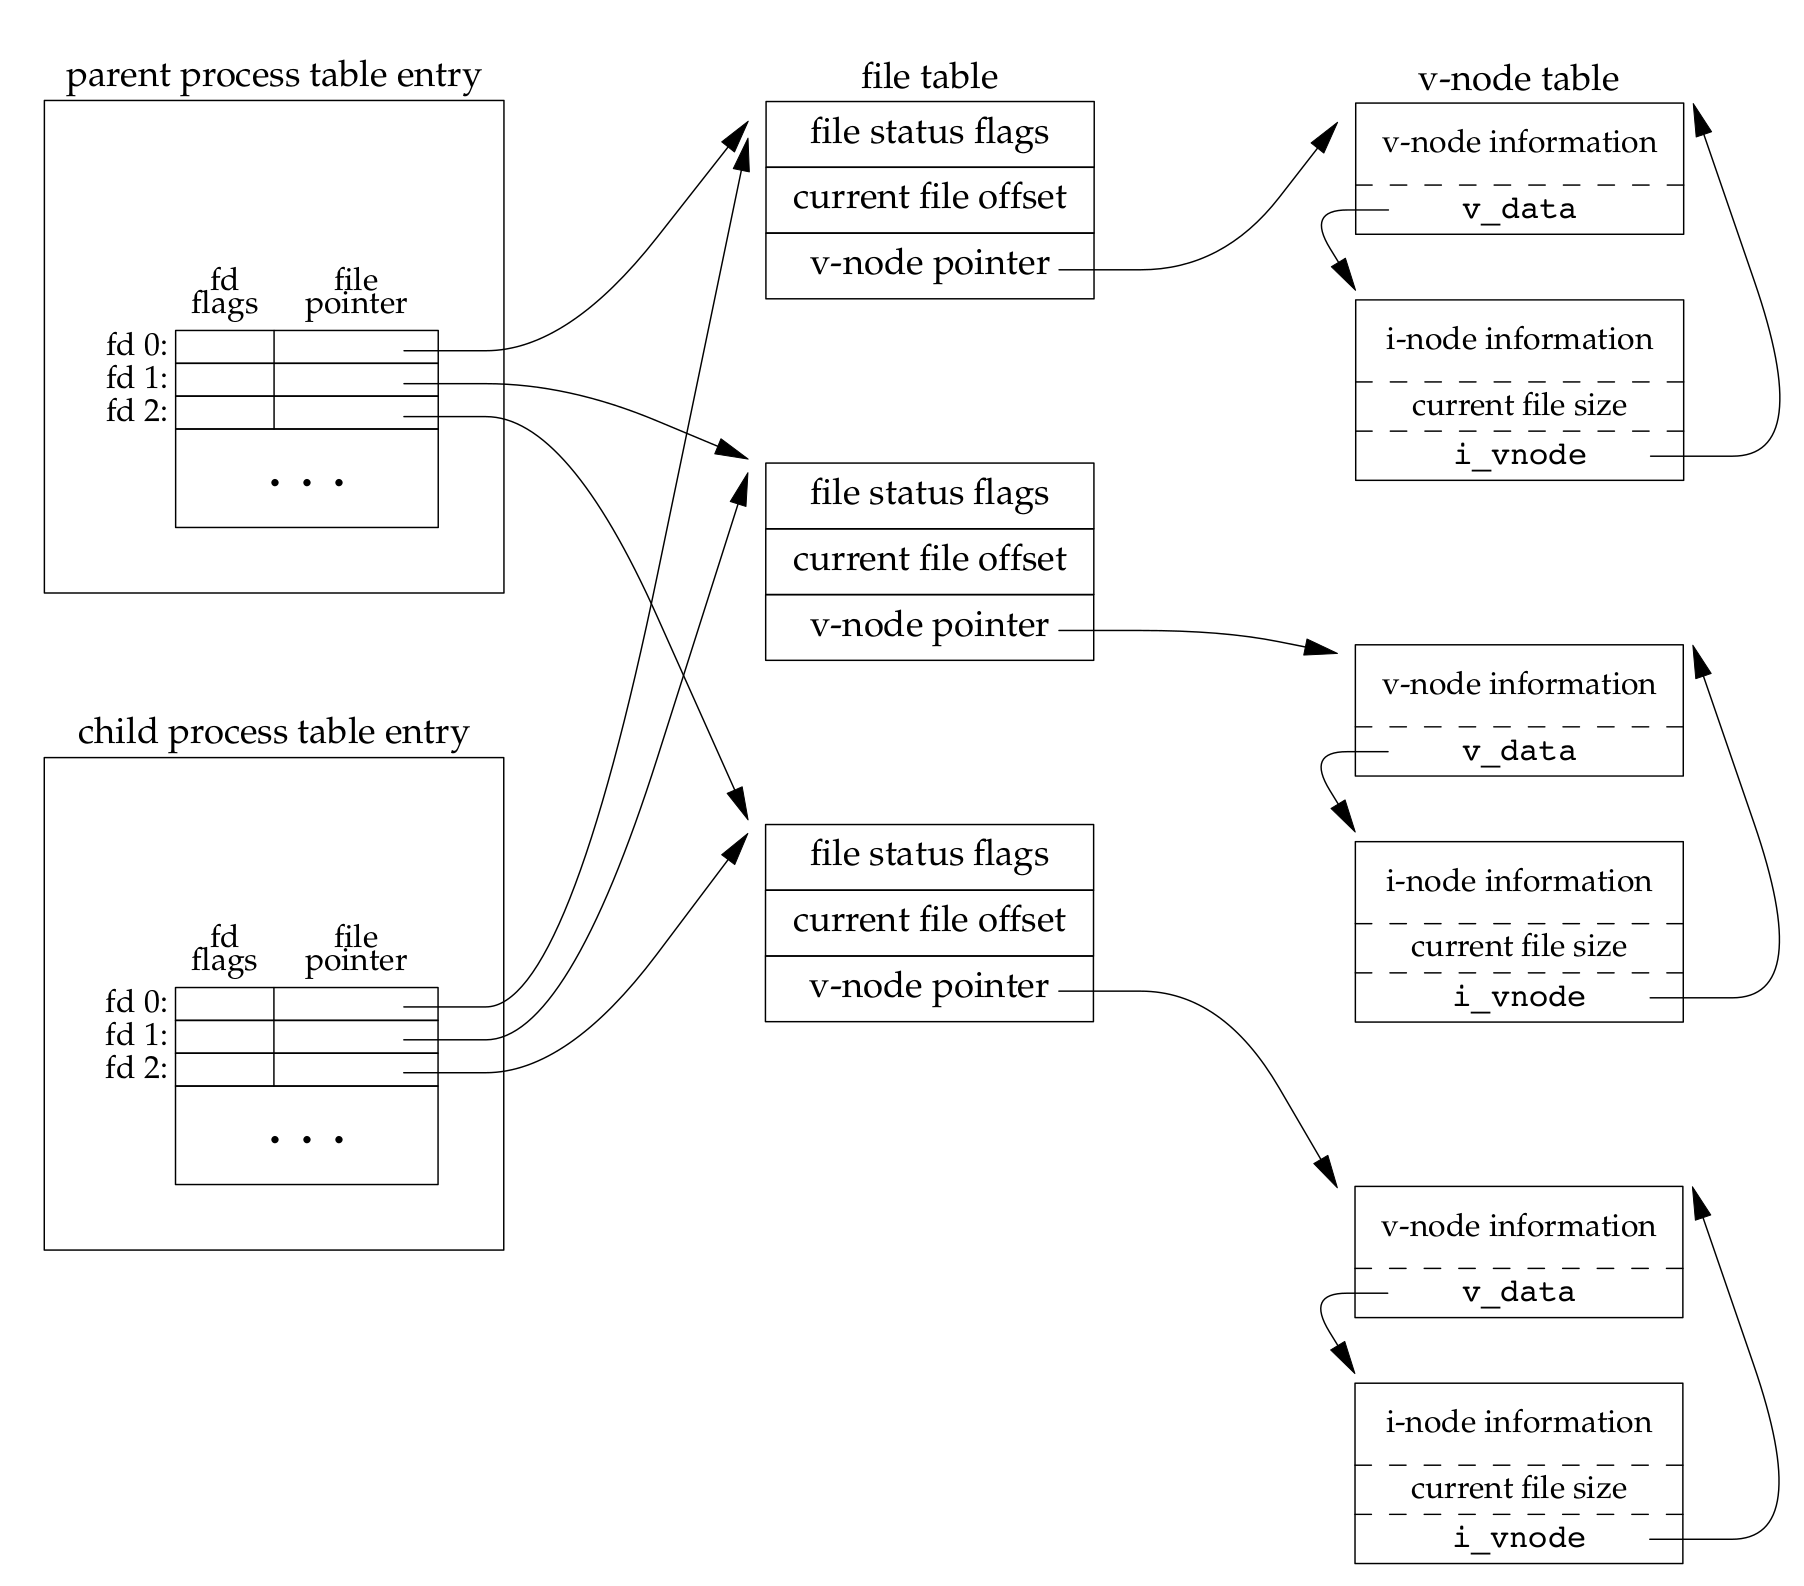 parent process table entry
fd
flags
file
pointer
fd 0:
fd 1:
fd 2:
. . .
child process table entry
fd
flags
file
pointer
fd 0:
fd 1:
fd 2:
. . .
file table
file status flags
current file offset
v-node pointer
file status flags
current file offset
v-node pointer
file status flags
current file offset
v-node pointer
v-node table
v-node information
v_data
i-node information
current file size
i_vnode
v-node information
v_data
i-node information
current file size
i_vnode
v-node information
v_data
i-node information
current file size
i_vnode